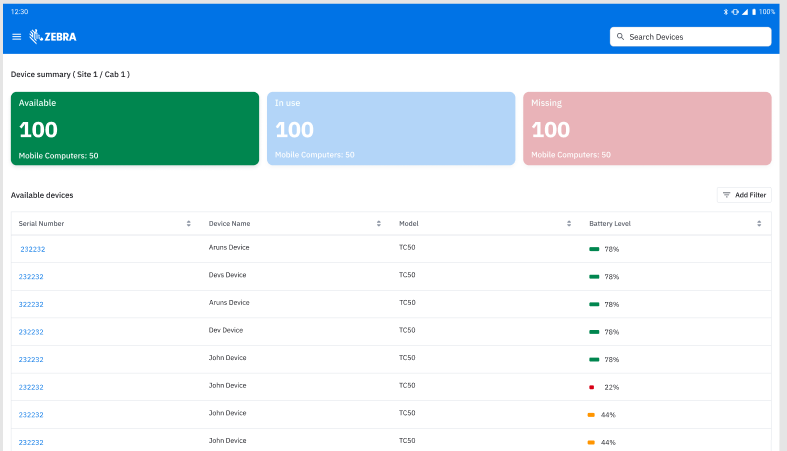 12:30 100%
ZEBRA Search Devices
Device summary ( Site 1 / Cab 1 )
Available In use Missing
100 100 100
Mobile Computers: 50 Mobile Computers: 50 Mobile Computers: 50
Available devices Add Filter
Serial Number Device Name Model Battery Level
232232 Aruns Device TC50 78%
232232 Devs Device TC50 78%
322232 Aruns Device TC50 78%
232232 Dev Device TC50 78%
232232 John Device TC50 78%
232232 John Device TC50 22%
232232 John Device TC50 44%
232232 John Device TC50 44%